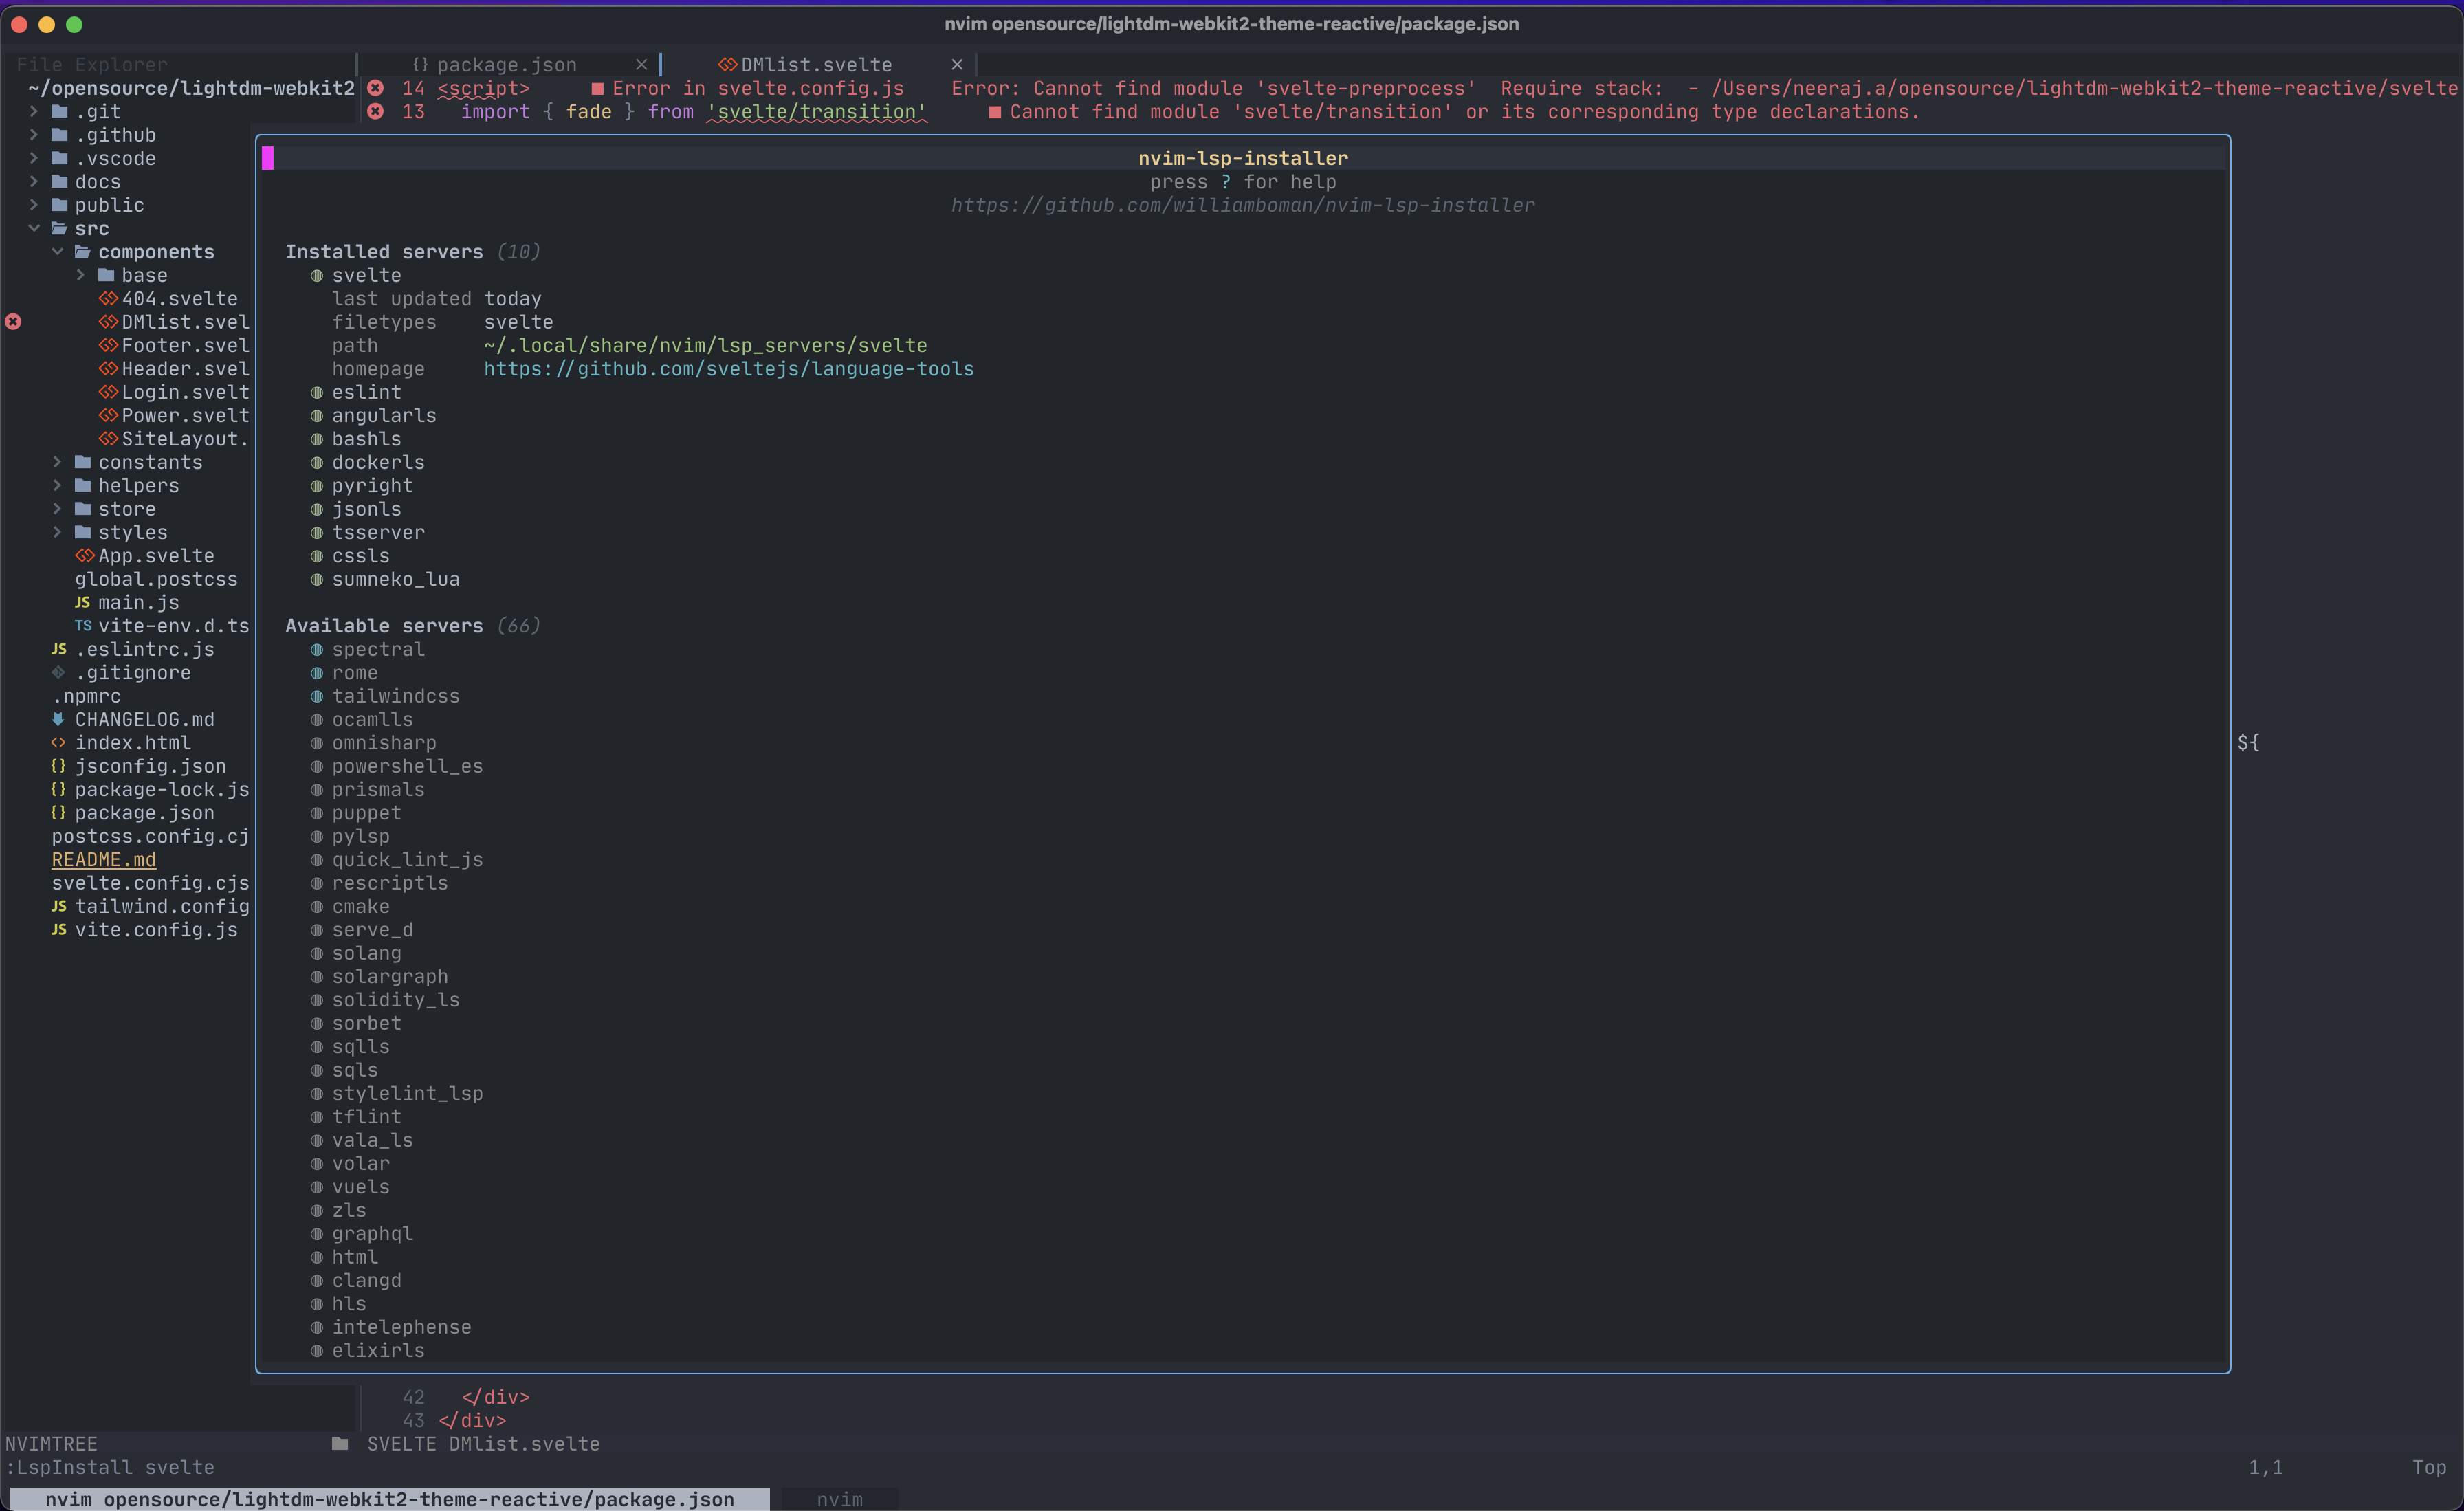 nvim opensource/lightdm-webkit2-theme-reactive/package.json
File Explorer
{} package.json ×
DMlist.svelte ×
~/opensource/lightdm-webkit2
14 <script> ■ Error in svelte.config.js Error: Cannot find module 'svelte-preprocess' Require stack: - /Users/neeraj.a/opensource/lightdm-webkit2-theme-reactive/svelte
13 import { fade } from 'svelte/transition' ■ Cannot find module 'svelte/transition' or its corresponding type declarations.
.git
.github
.vscode
docs
public
src
components
base
404.svelte
DMlist.svel
Footer.svel
Header.svel
Login.svelt
Power.svelt
SiteLayout.
constants
helpers
store
styles
App.svelte
global.postcss
JS main.js
TS vite-env.d.ts
JS .eslintrc.js
.gitignore
.npmrc
CHANGELOG.md
<> index.html
{} jsconfig.json
{} package-lock.js
{} package.json
postcss.config.cj
README.md
svelte.config.cjs
JS tailwind.config
JS vite.config.js
nvim-lsp-installer
press ? for help
https://github.com/williamboman/nvim-lsp-installer
Installed servers (10)
svelte
last updated today
filetypes svelte
path ~/.local/share/nvim/lsp_servers/svelte
homepage https://github.com/sveltejs/language-tools
eslint
angularls
bashls
dockerls
pyright
jsonls
tsserver
cssls
sumneko_lua
Available servers (66)
spectral
rome
tailwindcss
ocamlls
omnisharp
powershell_es
prismals
puppet
pylsp
quick_lint_js
rescriptls
cmake
serve_d
solang
solargraph
solidity_ls
sorbet
sqlls
sqls
stylelint_lsp
tflint
vala_ls
volar
vuels
zls
graphql
html
clangd
hls
intelephense
elixirls
${
42 </div>
43 </div>
NVIMTREE SVELTE DMlist.svelte
:LspInstall svelte 1,1 Top
nvim opensource/lightdm-webkit2-theme-reactive/package.json nvim